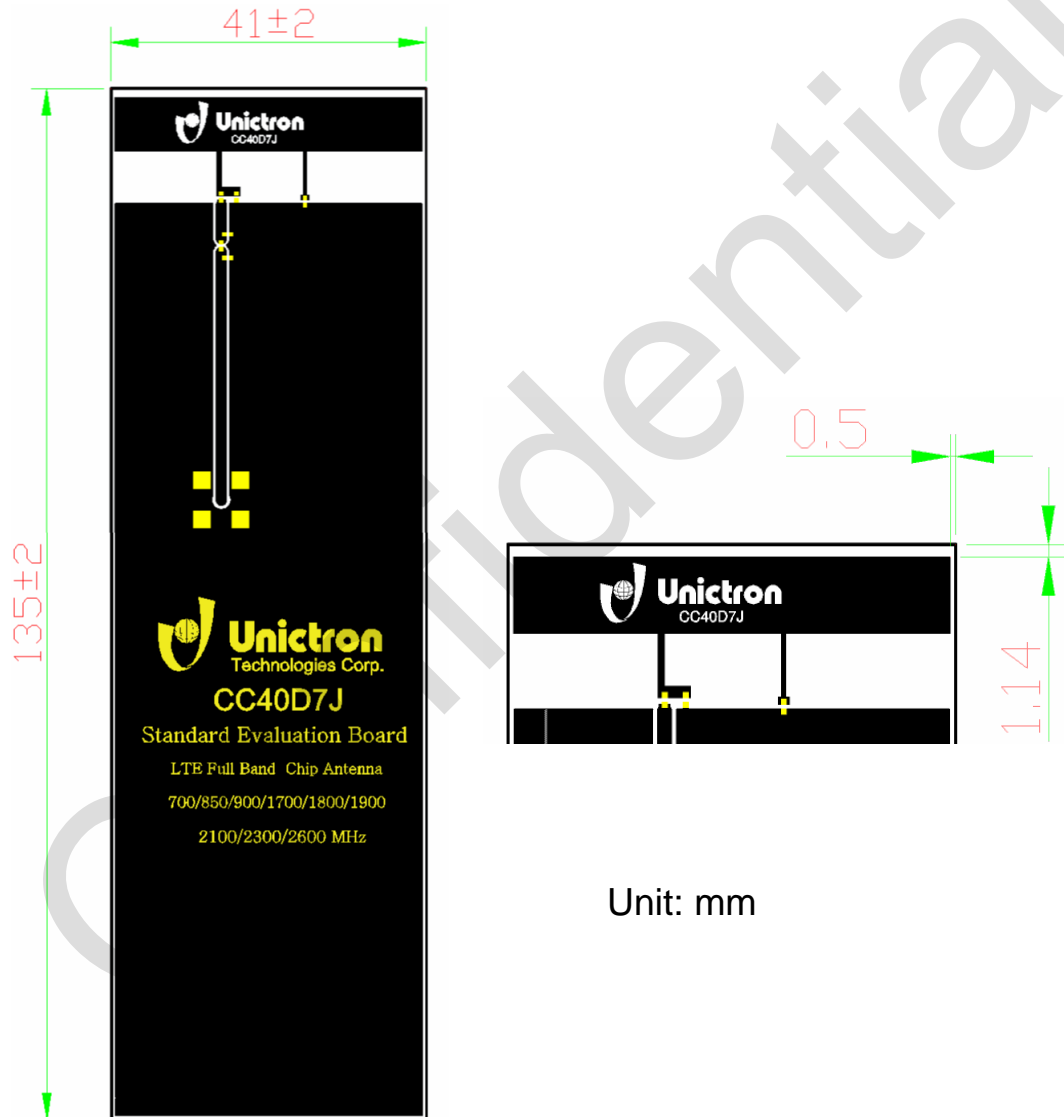 41±2
Unictron
CC40D7J
135±2
Unictron
Technologies Corp.
CC40D7J
Standard Evaluation Board
LTE Full Band Chip Antenna
700/850/900/1700/1800/1900
2100/2300/2600 MHz
0.5
1.14
Unictron
CC40D7J
Unit: mm